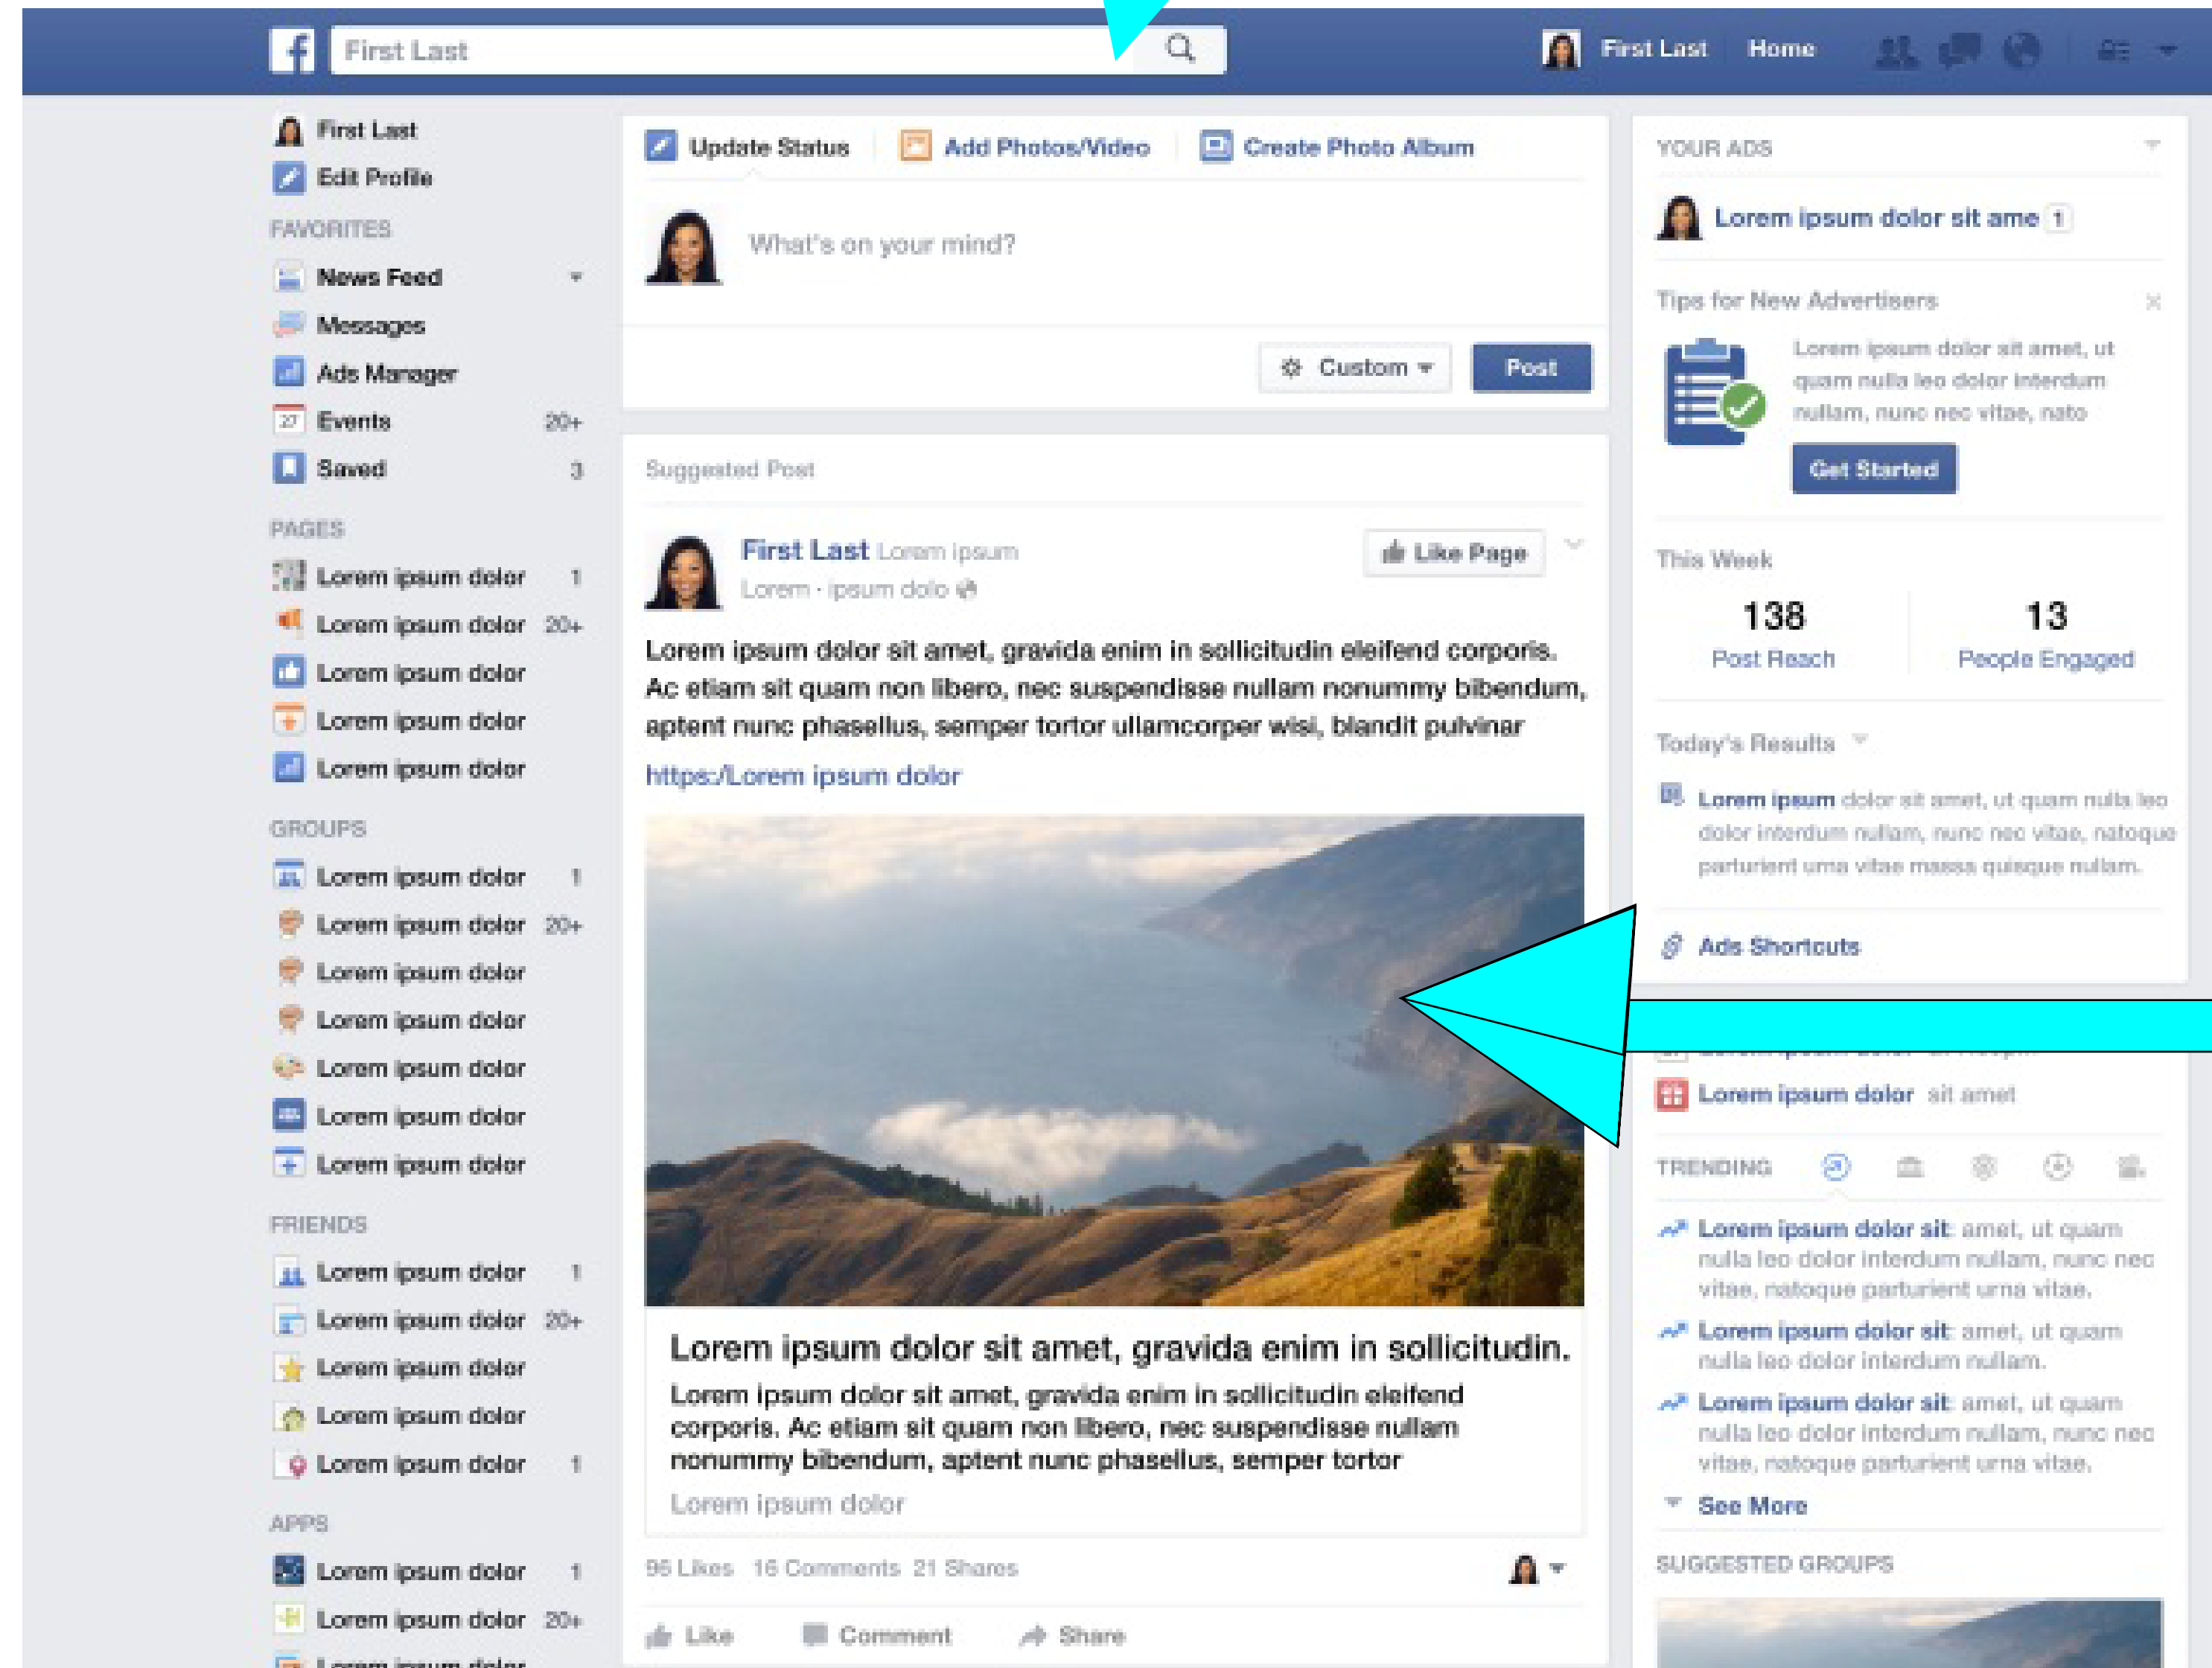 f
First Last
First Last
Home
First Last
Edit Profile
FAVORITES
News Feed
Messages
Ads Manager
27 Events 20+
Saved 3
PAGES
Lorem ipsum dolor 1
Lorem ipsum dolor 20+
Lorem ipsum dolor
Lorem ipsum dolor
Lorem ipsum dolor
GROUPS
Lorem ipsum dolor 1
Lorem ipsum dolor 20+
Lorem ipsum dolor
Lorem ipsum dolor
Lorem ipsum dolor
Lorem ipsum dolor
Lorem ipsum dolor
FRIENDS
Lorem ipsum dolor 1
Lorem ipsum dolor 20+
Lorem ipsum dolor
Lorem ipsum dolor
Lorem ipsum dolor 1
APPS
Lorem ipsum dolor 1
Lorem ipsum dolor 20+
Lorem ipsum dolor
Update Status Add Photos/Video Create Photo Album
What's on your mind?
Custom Post
Suggested Post
First Last Lorem ipsum
Lorem · ipsum dolo
Like Page
Lorem ipsum dolor sit amet, gravida enim in sollicitudin eleifend corporis.
Ac etiam sit quam non libero, nec suspendisse nullam nonummy bibendum,
aptent nunc phasellus, semper tortor ullamcorper wisi, blandit pulvinar
https:/Lorem ipsum dolor
Lorem ipsum dolor sit amet, gravida enim in sollicitudin.
Lorem ipsum dolor sit amet, gravida enim in sollicitudin eleifend
corporis. Ac etiam sit quam non libero, nec suspendisse nullam
nonummy bibendum, aptent nunc phasellus, semper tortor
Lorem ipsum dolor
96 Likes 16 Comments 21 Shares
Like Comment Share
YOUR ADS
Lorem ipsum dolor sit ame 1
Tips for New Advertisers
Lorem ipsum dolor sit amet, ut
quam nulla leo dolor interdum
nullam, nunc nec vitae, nato
Get Started
This Week
138 13
Post Reach People Engaged
Today's Results
Lorem ipsum dolor sit amet, ut quam nulla leo
dolor interdum nullam, nunc nec vitae, natoque
parturient urna vitae massa quisque nullam.
Ads Shortcuts
Lorem ipsum dolor sit amet
TRENDING
Lorem ipsum dolor sit amet, ut quam
nulla leo dolor interdum nullam, nunc nec
vitae, natoque parturient urna vitae.
Lorem ipsum dolor sit amet, ut quam
nulla leo dolor interdum nullam.
Lorem ipsum dolor sit amet, ut quam
nulla leo dolor interdum nullam, nunc nec
vitae, natoque parturient urna vitae.
See More
SUGGESTED GROUPS